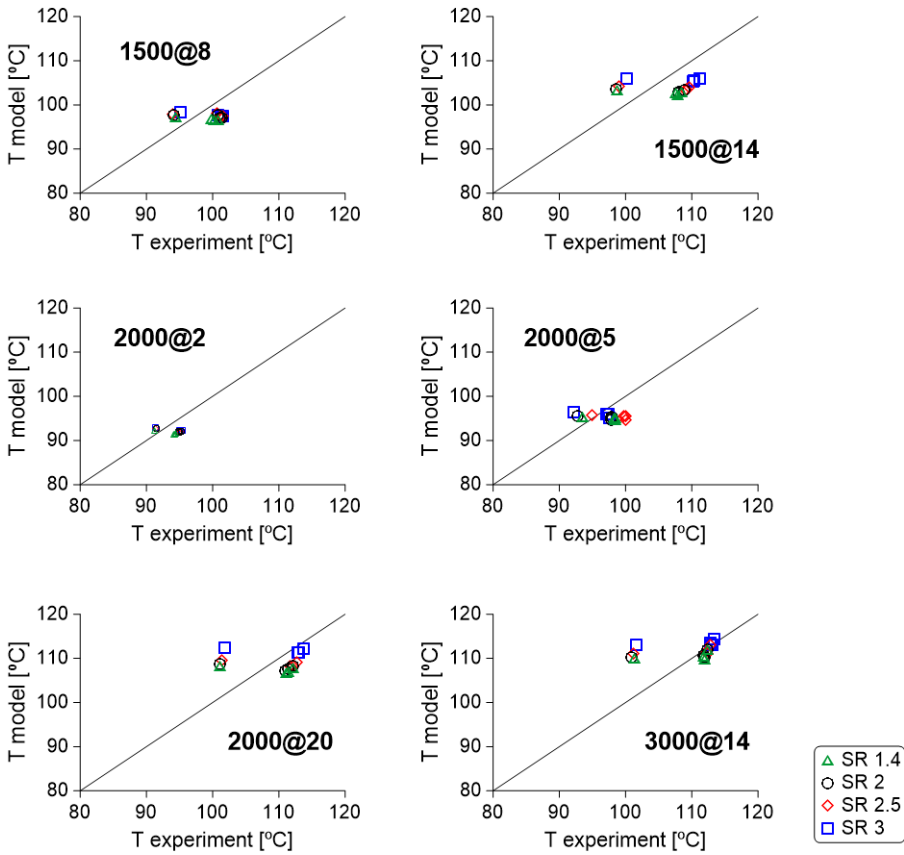 120
110
100
90
80
T model [ºC]
1500@8
80 90 100 110 120
T experiment [ºC]
120
110
100
90
80
T model [ºC]
1500@14
80 90 100 110 120
T experiment [ºC]
120
110
100
90
80
T model [ºC]
2000@2
80 90 100 110 120
T experiment [ºC]
120
110
100
90
80
T model [ºC]
2000@5
80 90 100 110 120
T experiment [ºC]
120
110
100
90
80
T model [ºC]
2000@20
80 90 100 110 120
T experiment [ºC]
120
110
100
90
80
T model [ºC]
3000@14
80 90 100 110 120
T experiment [ºC]
SR 1.4
SR 2
SR 2.5
SR 3